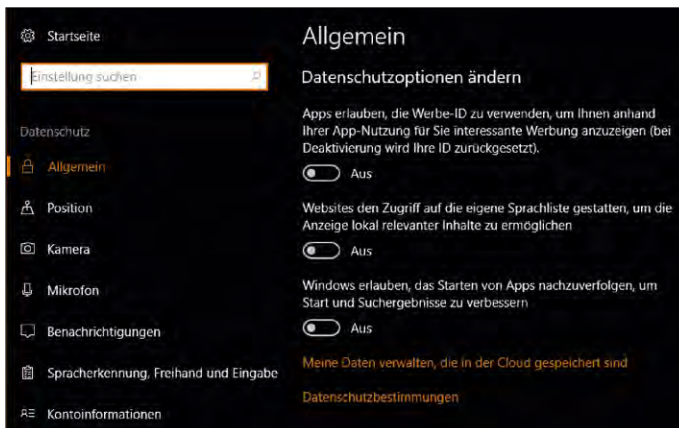 Startseite
Einstellung suchen
Datenschutz
Allgemein
Position
Kamera
Mikrofon
Benachrichtigungen
Spracherkennung, Freihand und Eingabe
Kontoinformationen
Allgemein
Datenschutzoptionen ändern
Apps erlauben, die Werbe-ID zu verwenden, um Ihnen anhand
Ihrer App-Nutzung für Sie interessante Werbung anzuzeigen (bei
Deaktivierung wird Ihre ID zurückgesetzt).
Aus
Websites den Zugriff auf die eigene Sprachliste gestatten, um die
Anzeige lokal relevanter Inhalte zu ermöglichen
Aus
Windows erlauben, das Starten von Apps nachzuverfolgen, um
Start und Suchergebnisse zu verbessern
Aus
Meine Daten verwalten, die in der Cloud gespeichert sind
Datenschutzbestimmungen